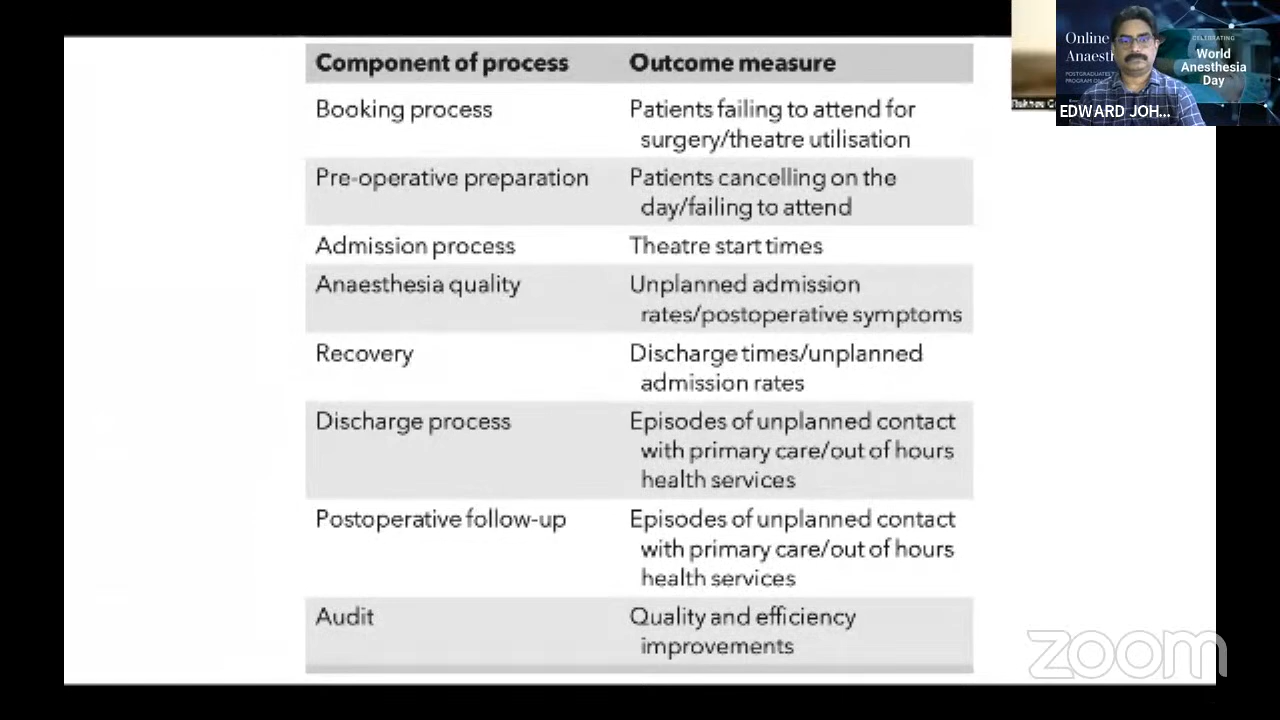 Component of process
Outcome measure
Booking process
Patients failing to attend for
surgery/theatre utilisation
Pre-operative preparation
Patients cancelling on the
day/failing to attend
Admission process
Theatre start times
Anaesthesia quality
Unplanned admission
rates/postoperative symptoms
Recovery
Discharge times/unplanned
admission rates
Discharge process
Episodes of unplanned contact
with primary care/out of hours
health services
Postoperative follow-up
Episodes of unplanned contact
with primary care/out of hours
health services
Audit
Quality and efficiency
improvements
Online
CELEBRATING
World
Anesthesia
Day
EDWARD JOH...
zoom